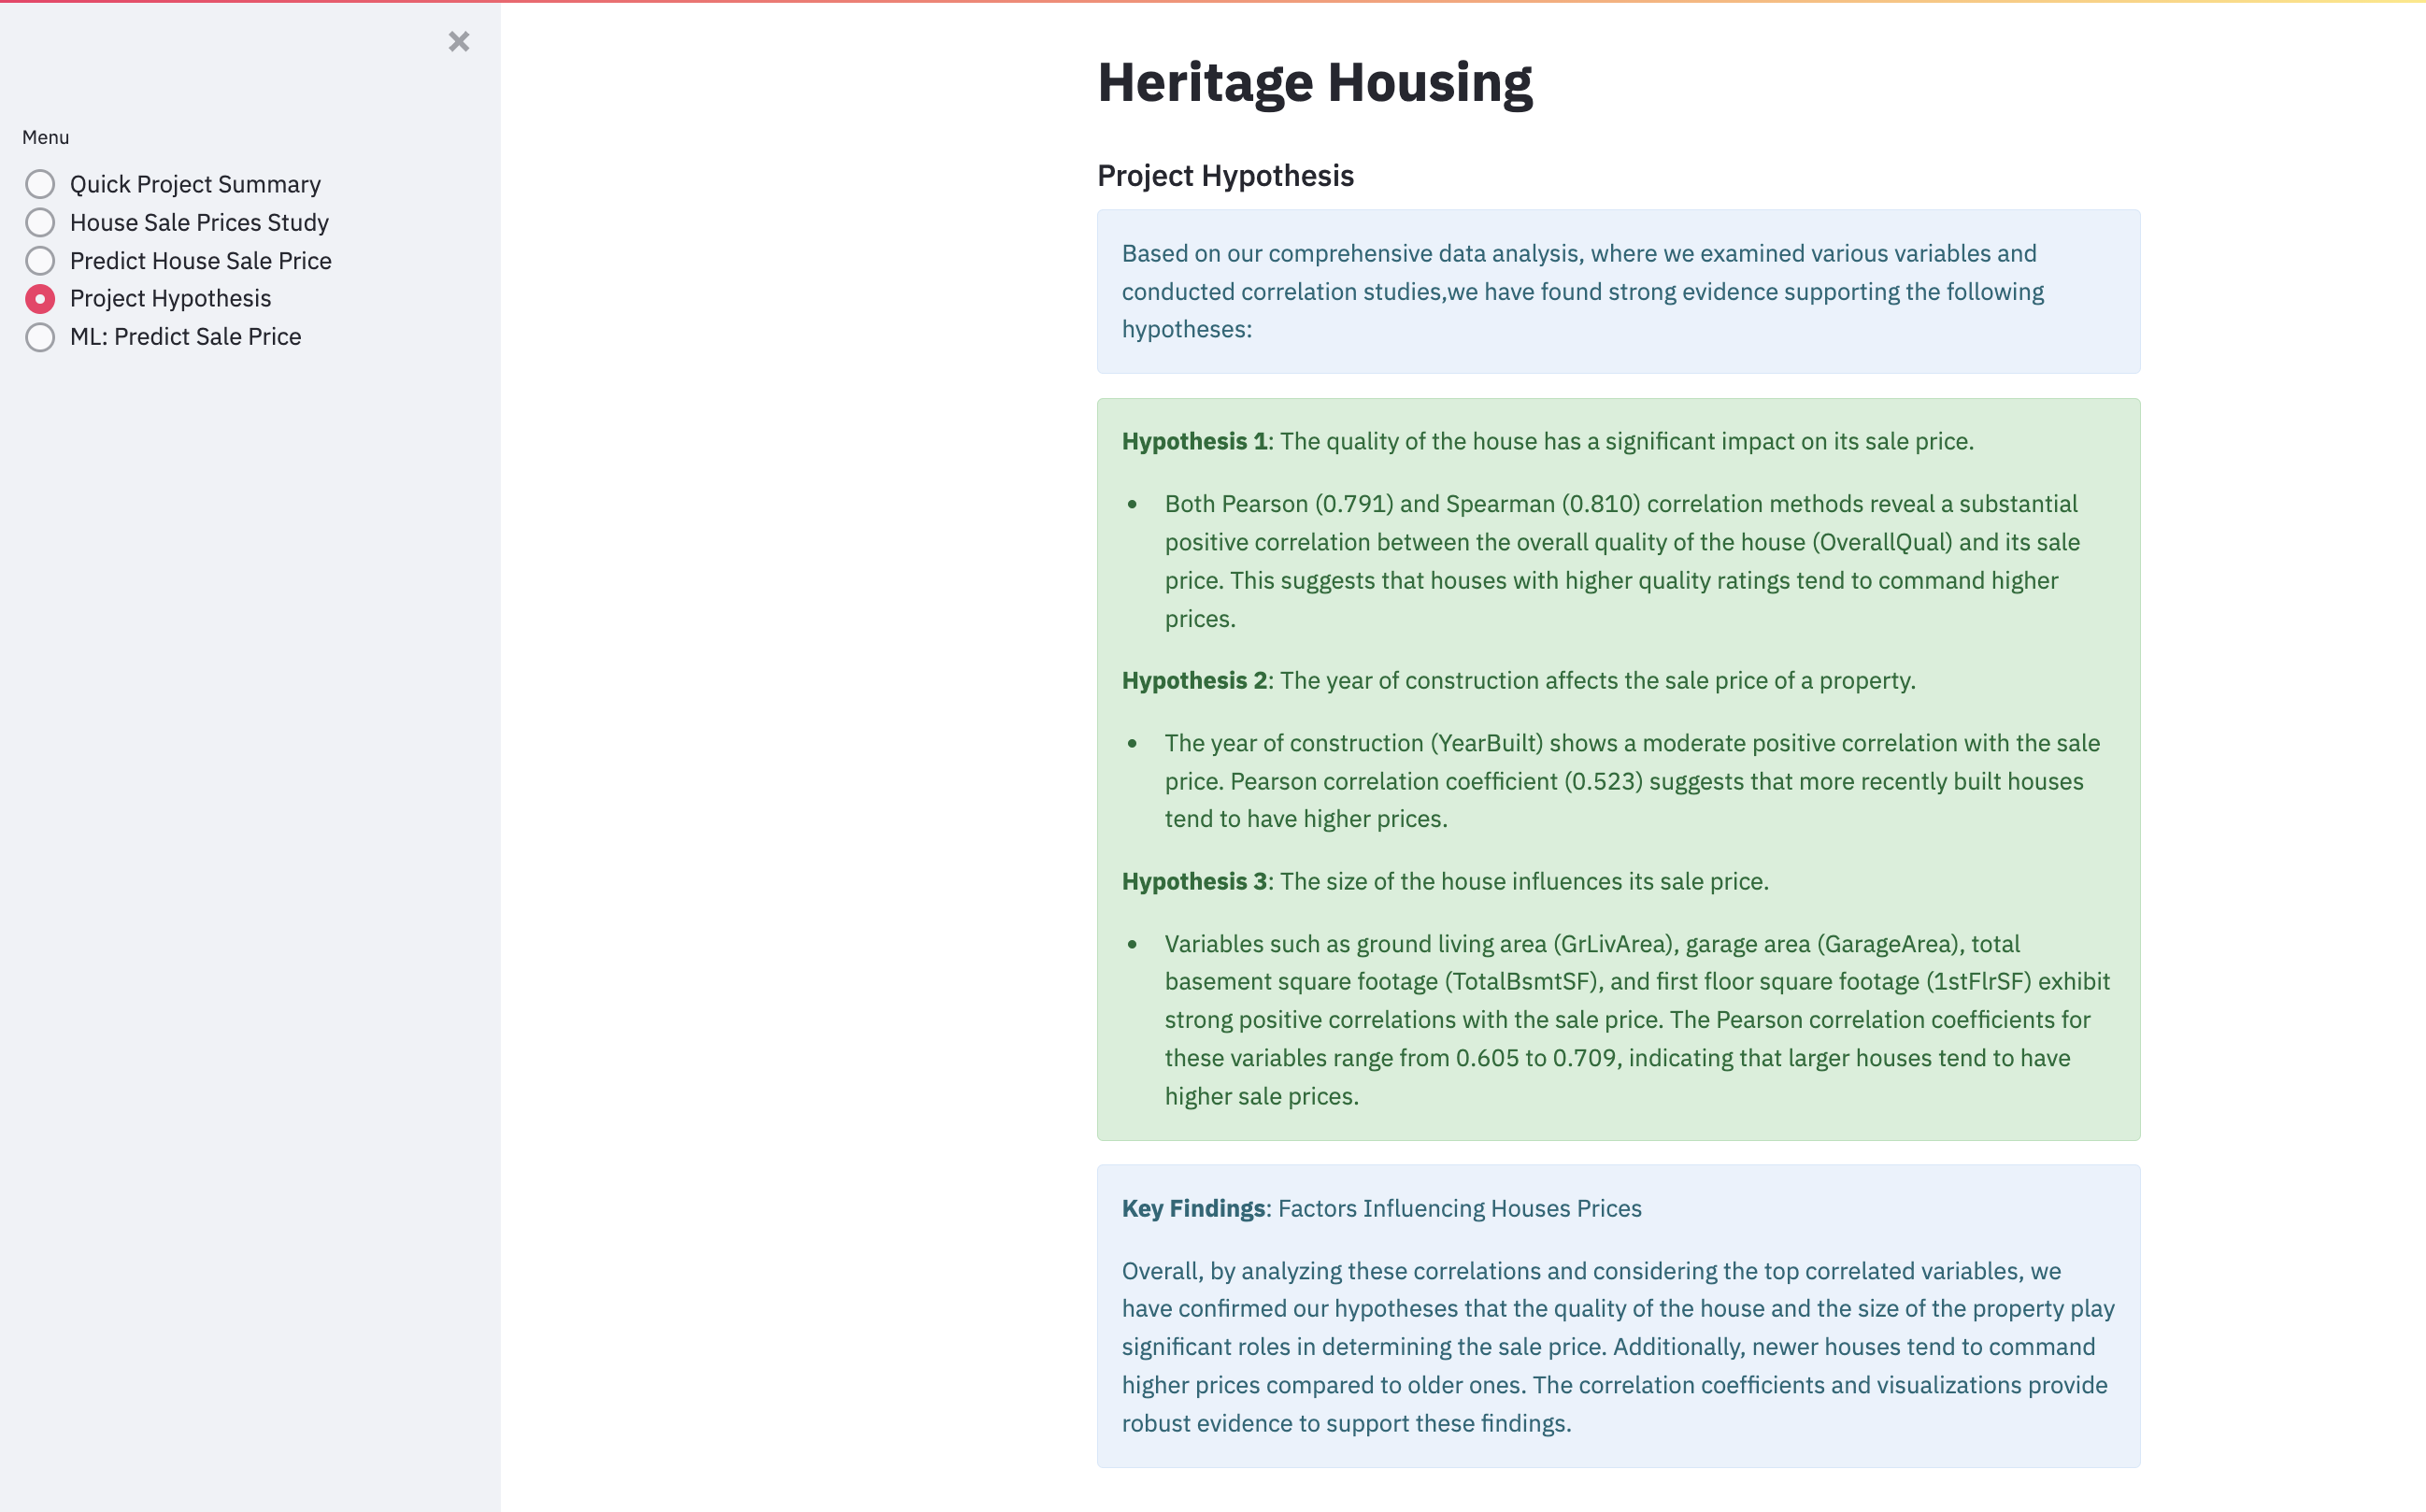 Menu
Quick Project Summary
House Sale Prices Study
Predict House Sale Price
Project Hypothesis
ML: Predict Sale Price
Heritage Housing
Project Hypothesis
Based on our comprehensive data analysis, where we examined various variables and
conducted correlation studies,we have found strong evidence supporting the following
hypotheses:
Hypothesis 1: The quality of the house has a significant impact on its sale price.
• Both Pearson (0.791) and Spearman (0.810) correlation methods reveal a substantial
positive correlation between the overall quality of the house (OverallQual) and its sale
price. This suggests that houses with higher quality ratings tend to command higher
prices.
Hypothesis 2: The year of construction affects the sale price of a property.
• The year of construction (YearBuilt) shows a moderate positive correlation with the sale
price. Pearson correlation coefficient (0.523) suggests that more recently built houses
tend to have higher prices.
Hypothesis 3: The size of the house influences its sale price.
• Variables such as ground living area (GrLivArea), garage area (GarageArea), total
basement square footage (TotalBsmtSF), and first floor square footage (1stFlrSF) exhibit
strong positive correlations with the sale price. The Pearson correlation coefficients for
these variables range from 0.605 to 0.709, indicating that larger houses tend to have
higher sale prices.
Key Findings: Factors Influencing Houses Prices
Overall, by analyzing these correlations and considering the top correlated variables, we
have confirmed our hypotheses that the quality of the house and the size of the property play
significant roles in determining the sale price. Additionally, newer houses tend to command
higher prices compared to older ones. The correlation coefficients and visualizations provide
robust evidence to support these findings.